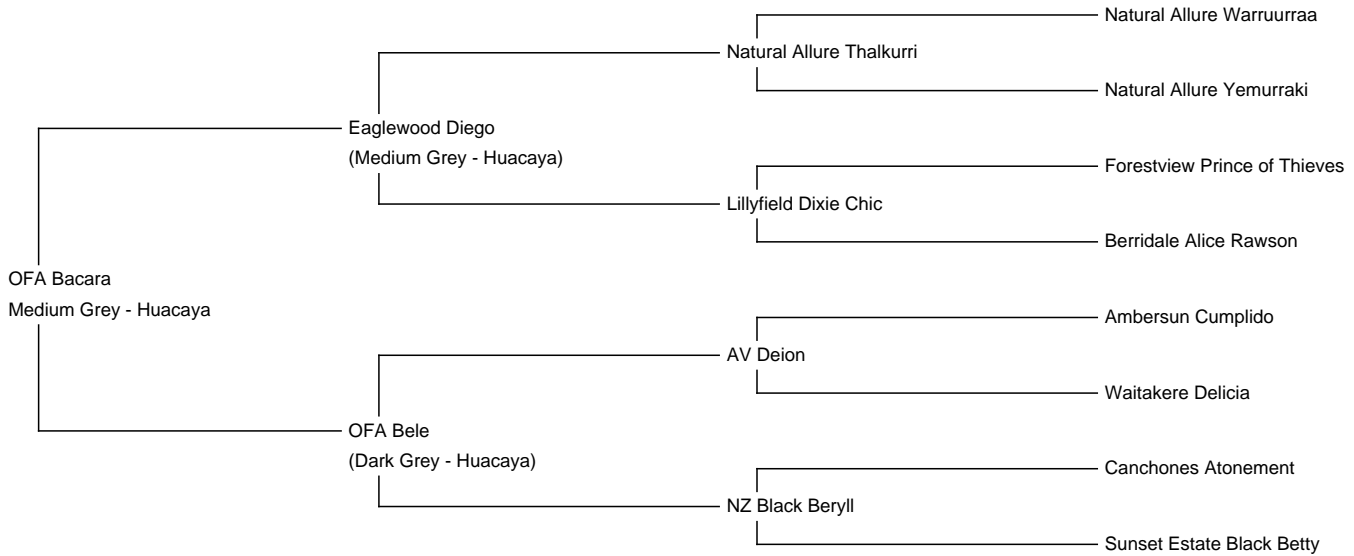 Natural Allure Warruurraa
Natural Allure Thalkurri
Natural Allure Yemurraki
Eaglewood Diego
(Medium Grey - Huacaya)
Forestview Prince of Thieves
Lillyfield Dixie Chic
Berridale Alice Rawson
OFA Bacara
Medium Grey - Huacaya
Ambersun Cumplido
AV Deion
Waitakere Delicia
OFA Bele
(Dark Grey - Huacaya)
Canchones Atonement
NZ Black Beryll
Sunset Estate Black Betty